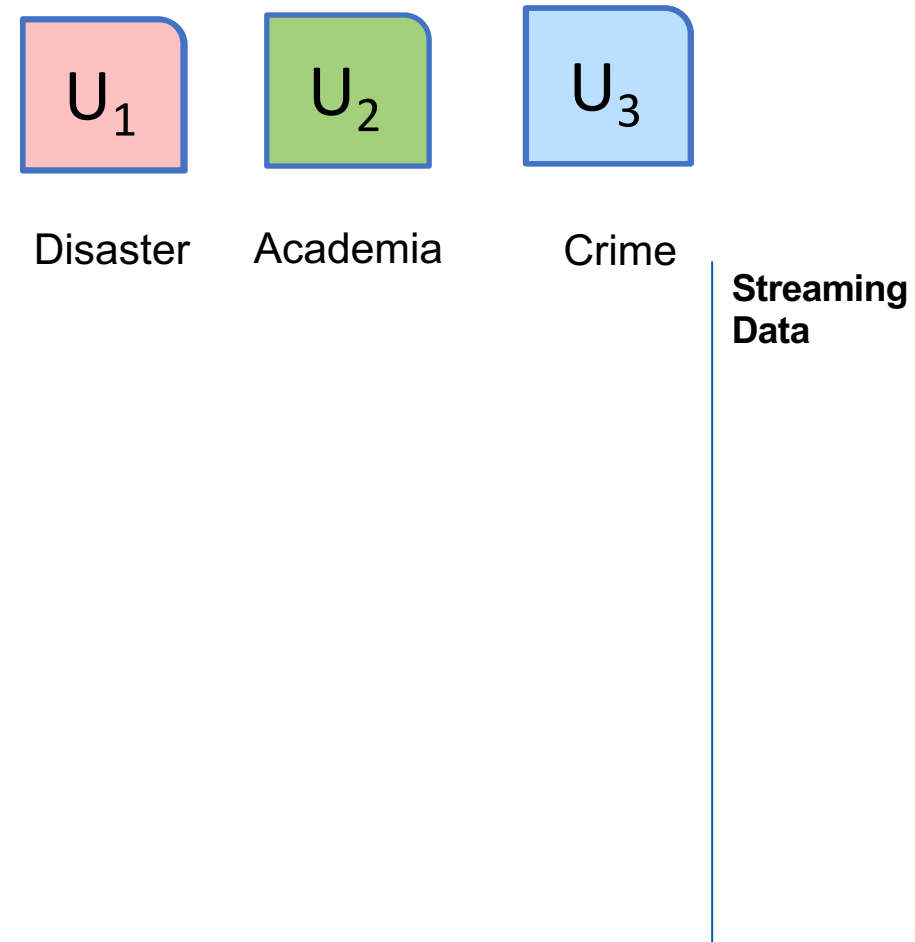 U₁ U₂ U₃
Disaster Academia Crime
Streaming
Data